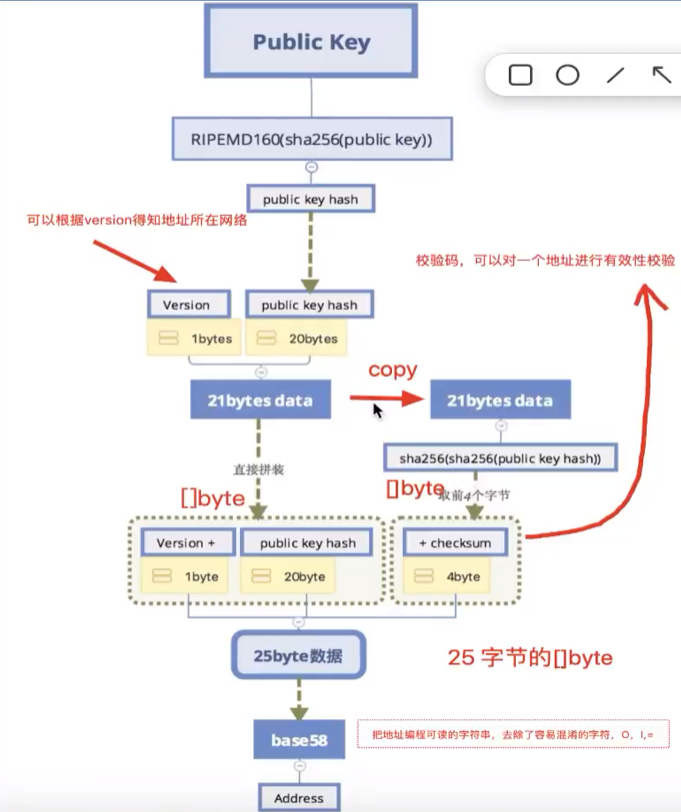 Public Key
RIPEMD160(sha256(public key))
public key hash
可以根据version得知地址所在网络
校验码，可以对一个地址进行有效性校验
Version
public key hash
1bytes
20bytes
copy
21bytes data
21bytes data
sha256(sha256(public key hash))
直接拼装
[]byte
[]byte
取前4个字节
Version +
public key hash
+ checksum
1byte
20byte
4byte
25byte数据
25 字节的[]byte
base58
把地址编程可读的字符串，去除了容易混淆的字符，O，I,=
Address